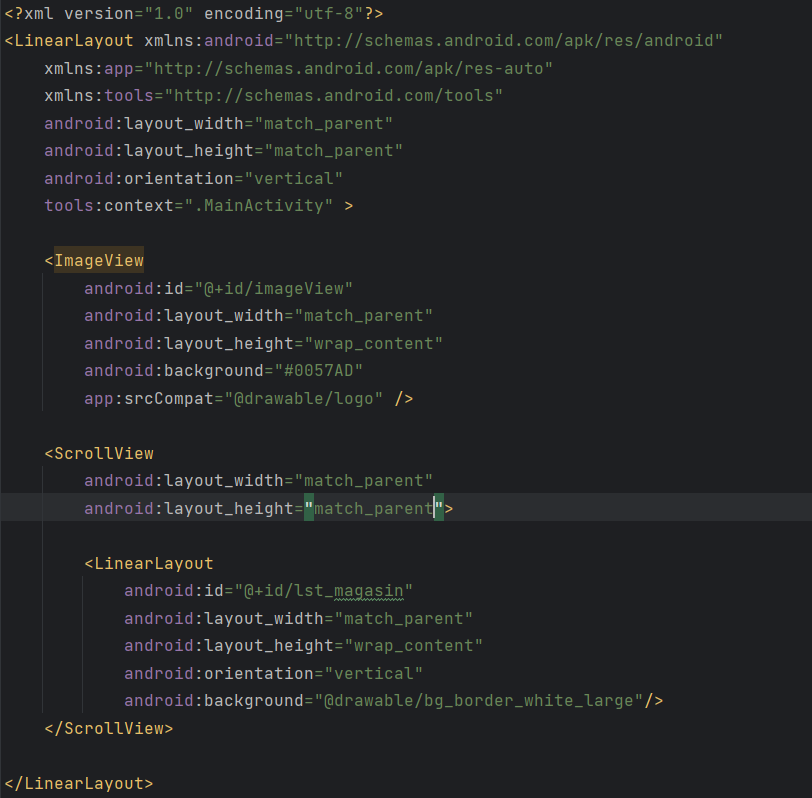 <?xml version="1.0" encoding="utf-8"?>
<LinearLayout xmlns:android="http://schemas.android.com/apk/res/android"
    xmlns:app="http://schemas.android.com/apk/res-auto"
    xmlns:tools="http://schemas.android.com/tools"
    android:layout_width="match_parent"
    android:layout_height="match_parent"
    android:orientation="vertical"
    tools:context=".MainActivity" >

    <ImageView
        android:id="@+id/imageView"
        android:layout_width="match_parent"
        android:layout_height="wrap_content"
        android:background="#0057AD"
        app:srcCompat="@drawable/logo" />

    <ScrollView
        android:layout_width="match_parent"
        android:layout_height="match_parent">

        <LinearLayout
            android:id="@+id/lst_magasin"
            android:layout_width="match_parent"
            android:layout_height="wrap_content"
            android:orientation="vertical"
            android:background="@drawable/bg_border_white_large"/>
    </ScrollView>

</LinearLayout>